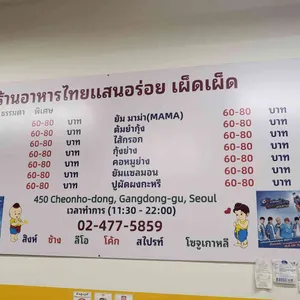 ร้านอาหารไทยแสนอร่อย เผ็ดเผ็ด
ธรรมดา พิเศษ
60-80 บาท ยำ มาม่า(MAMA) 60-80 บาท
60-80 บาท ต้มยำกุ้ง 60-80 บาท
60-80 บาท ไส้กรอก 60-80 บาท
60-80 บาท กุ้งย่าง 60-80 บาท
60-80 บาท คอหมูย่าง 60-80 บาท
60-80 บาท ยำแซลมอน 60-80 บาท
60-80 บาท ปูผัดผงกะหรี่ 60-80 บาท
450 Cheonho-dong, Gangdong-gu, Seoul
เวลาทำการ (11:30 - 22:00)
02-477-5859
สิงห์ ช้าง ลีโอ โค้ก สไปรท์ โซจูเกาหลี